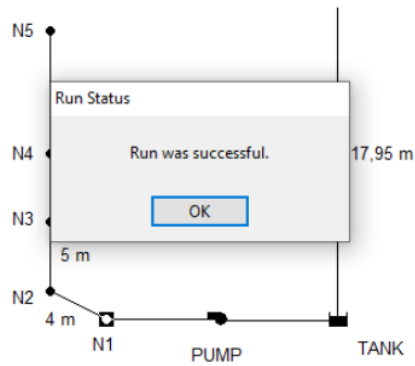 N5
Run Status
Run was successful.
N4
17,95 m
OK
N3
5 m
N2
4 m
N1
PUMP
TANK